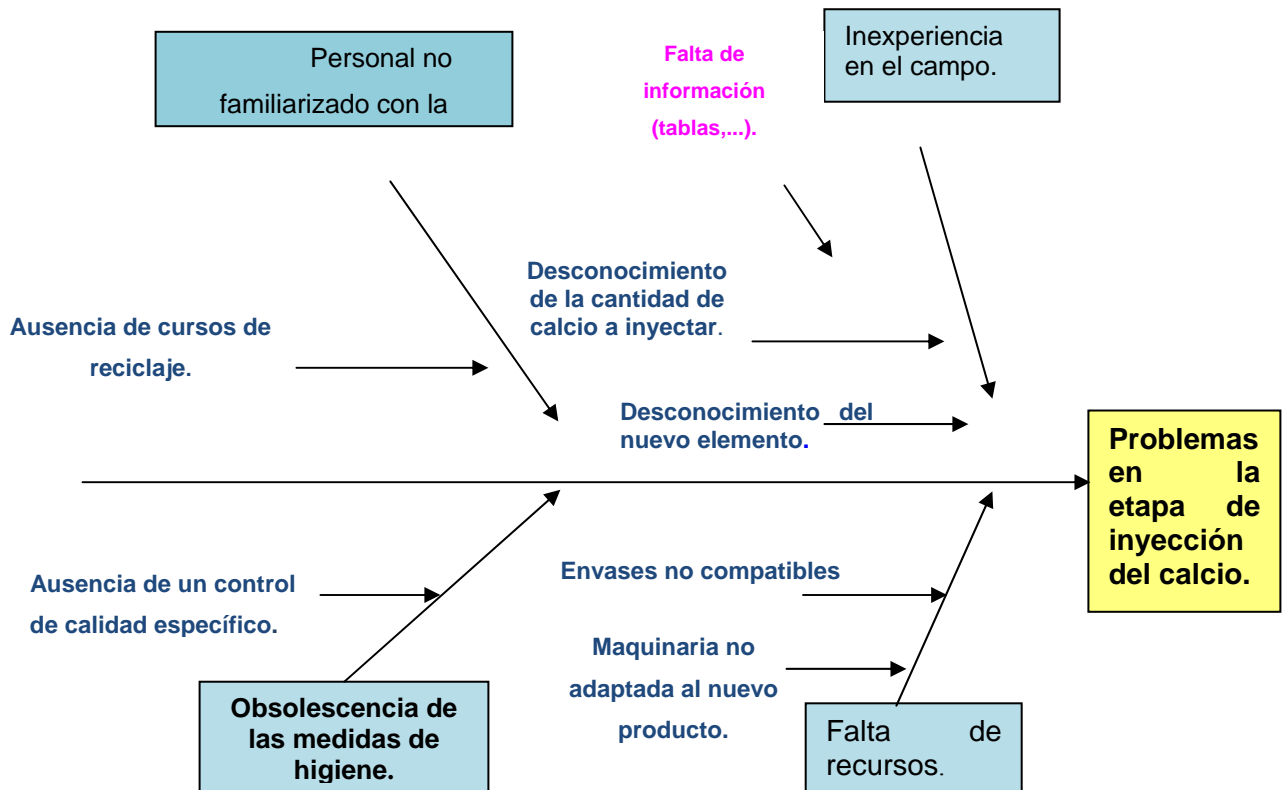 Personal no
familiarizado con la
Falta de
información
(tablas,...).
Inexperiencia
en el campo.
Desconocimiento
de la cantidad de
calcio a inyectar.
Ausencia de cursos de
reciclaje.
Desconocimiento del
nuevo elemento.
Problemas
en la
etapa de
inyección
del calcio.
Ausencia de un control
de calidad específico.
Envases no compatibles
Maquinaria no
adaptada al nuevo
producto.
Obsolescencia de
las medidas de
higiene.
Falta de
recursos.